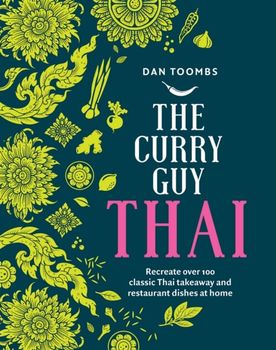 DAN TOOMBS
THE
CURRY
GUY
THAI
Recreate over 100
classic Thai takeaway and
restaurant dishes at home